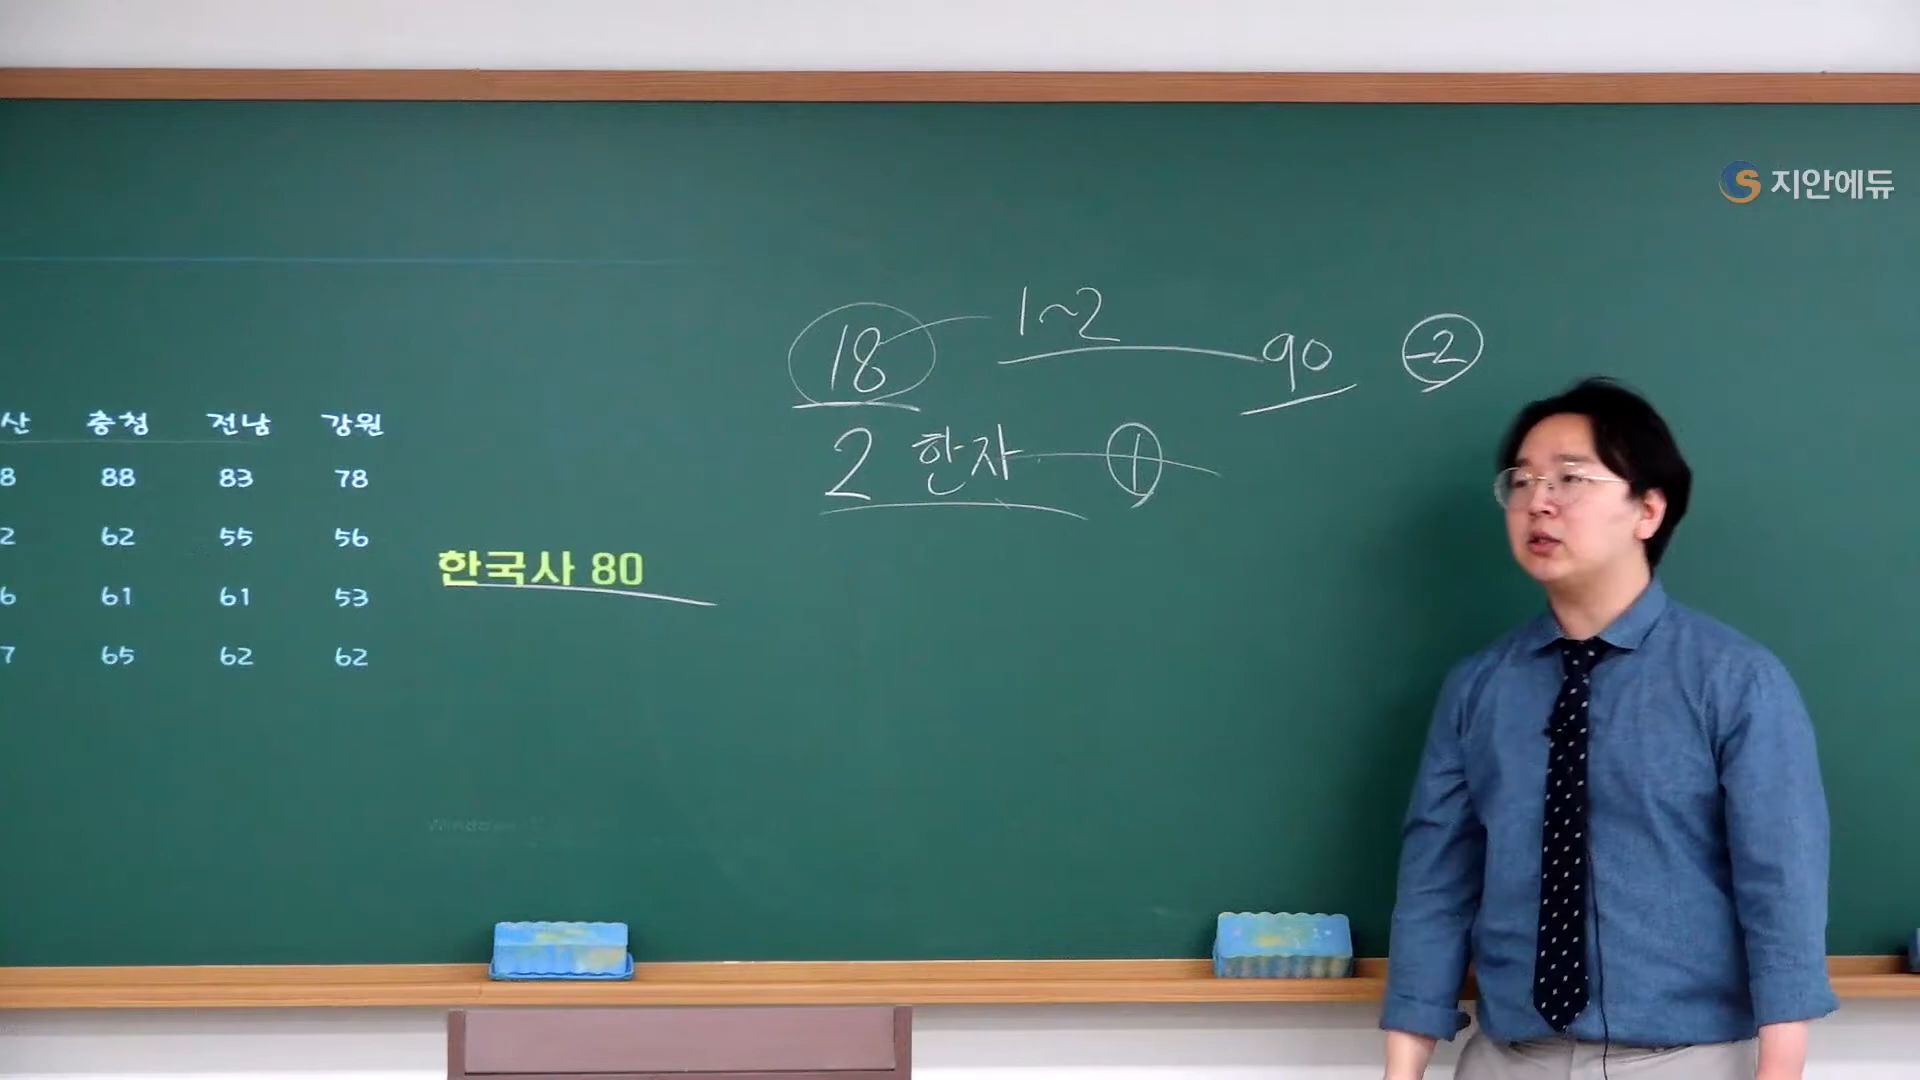 지안에듀
18 1~2 90 -2
2 한자 1
산 충청 전남 강원
8 88 83 78
2 62 55 56
한국사 80
6 61 61 53
7 65 62 62